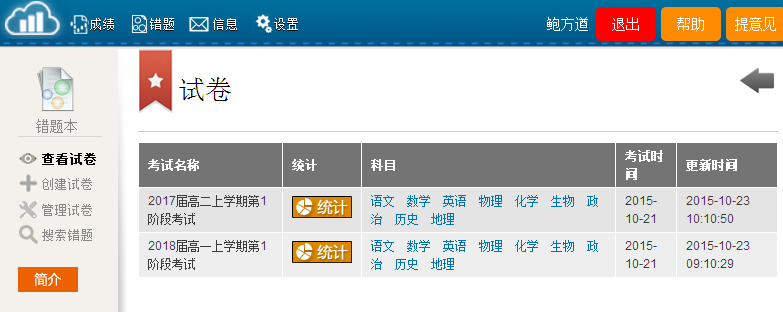 成绩 错题 信息 设置 鲍方道 退出 帮助 提意见
试卷
错题本
查看试卷
创建试卷
管理试卷
搜索错题
简介
考试名称 统计 科目 考试时间 更新时间
2017届高二上学期第1
阶段考试
统计
语文 数学 英语 物理 化学 生物 政
治 历史 地理
2015-
10-21
2015-10-23
10:10:50
2018届高一上学期第1
阶段考试
统计
语文 数学 英语 物理 化学 生物 政
治 历史 地理
2015-
10-21
2015-10-23
09:10:29